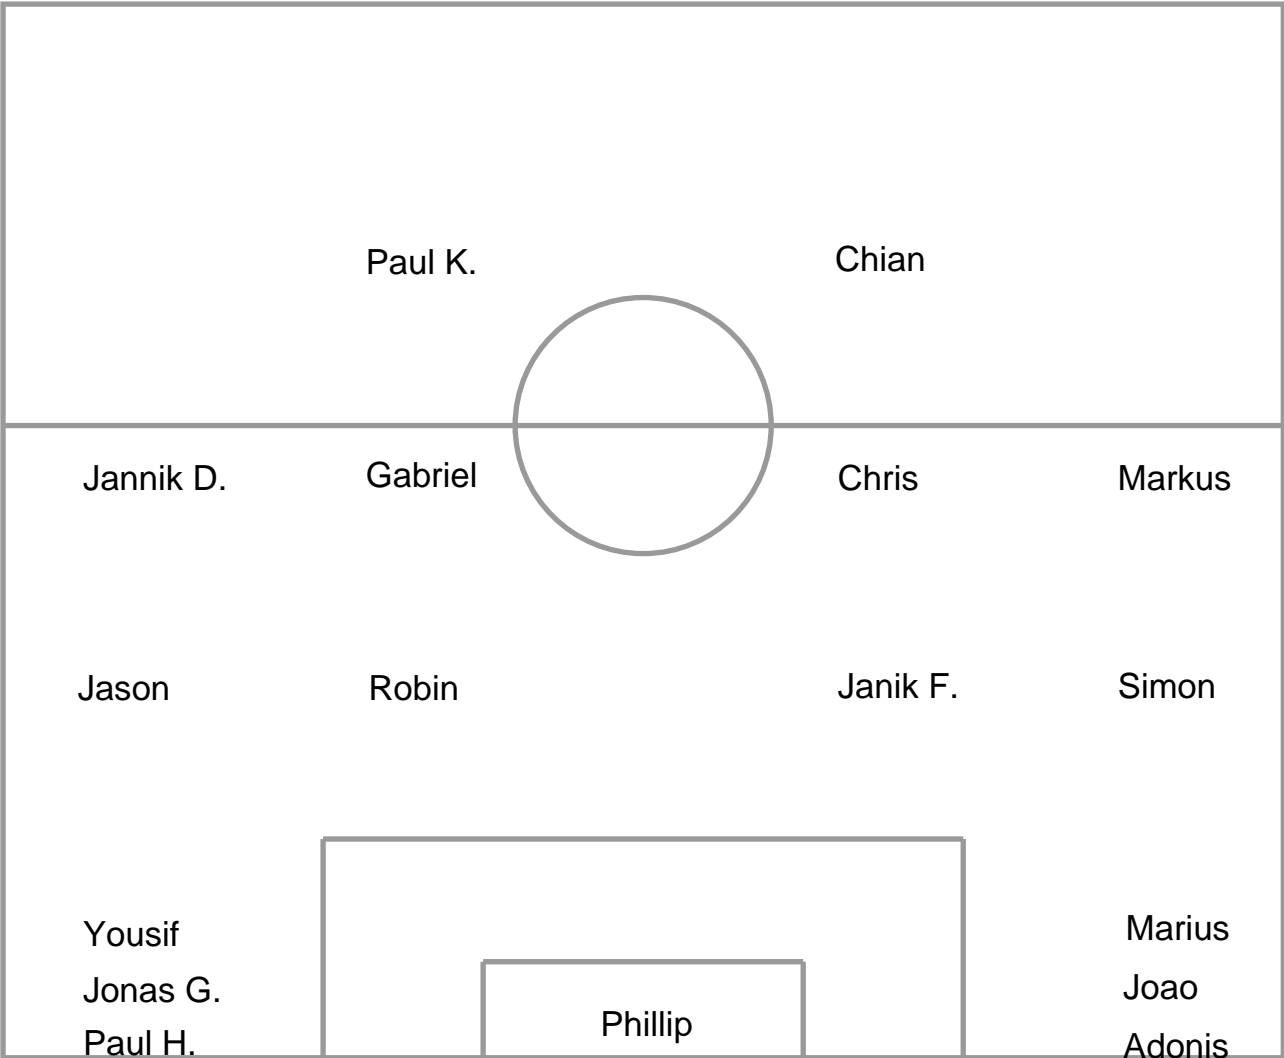 Paul K. Chian
Jannik D. Gabriel Chris Markus
Jason Robin Janik F. Simon
Yousif Marius
Jonas G. Joao
Phillip
Paul H. Adonis